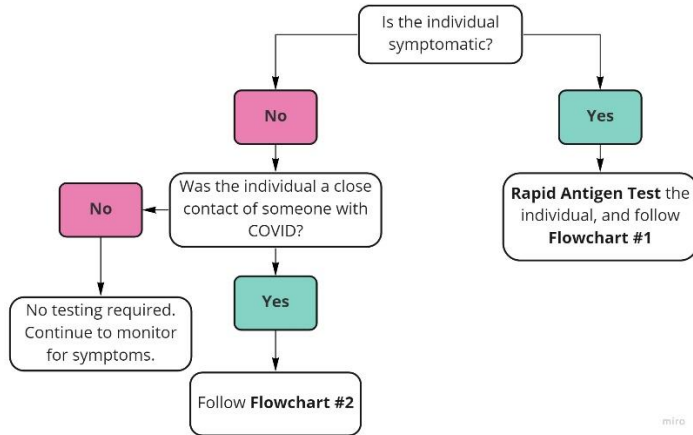 Is the individual
symptomatic?
No
Yes
Was the individual a close
contact of someone with
COVID?
Rapid Antigen Test the
individual, and follow
Flowchart #1
No
Yes
No testing required.
Continue to monitor
for symptoms.
Follow Flowchart #2
miro